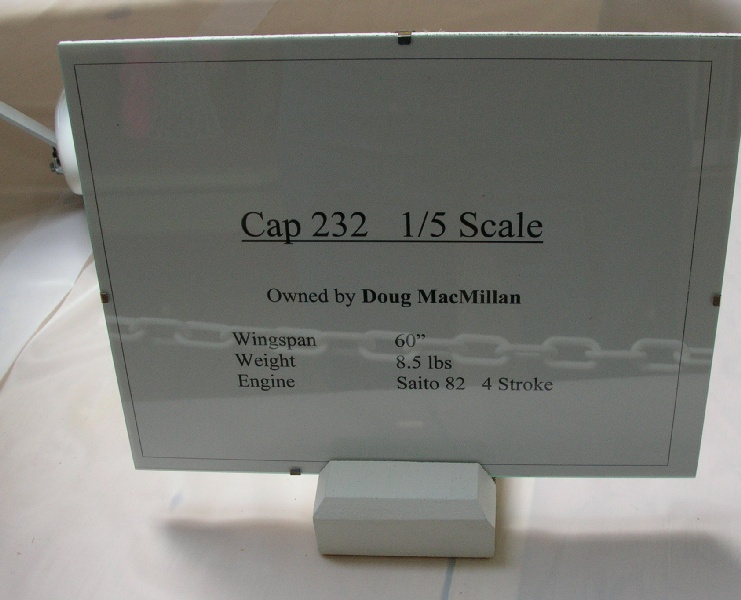 Cap 232 1/5 Scale
Owned by Doug MacMillan
Wingspan 60”
Weight 8.5 lbs
Engine Saito 82 4 Stroke